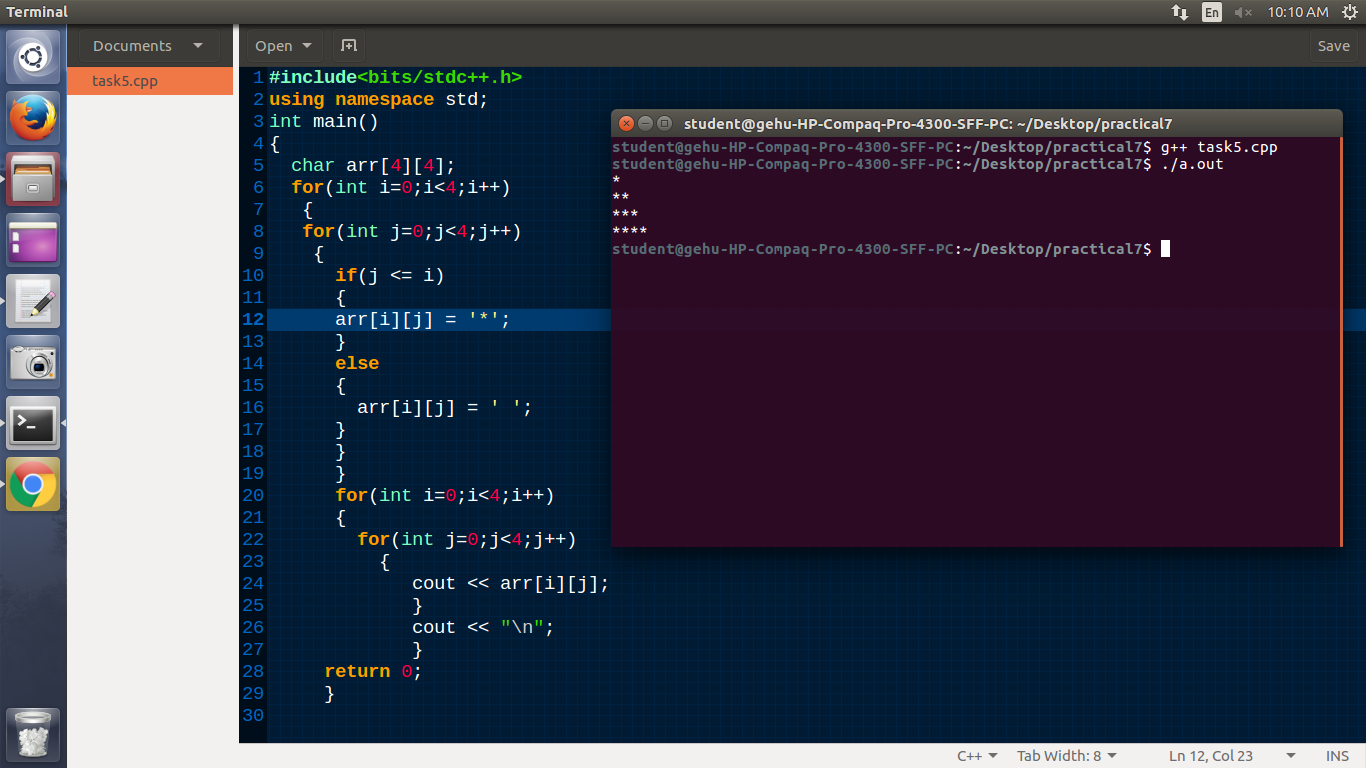 Terminal
En
10:10 AM
Documents
Open
Save
task5.cpp
1 #include<bits/stdc++.h>
2 using namespace std;
3 int main()
4 {
5   char arr[4][4];
6   for(int i=0;i<4;i++)
7    {
8    for(int j=0;j<4;j++)
9     {
10       if(j <= i)
11       {
12       arr[i][j] = '*';
13       }
14       else
15       {
16         arr[i][j] = ' ';
17       }
18       }
19       }
20       for(int i=0;i<4;i++)
21       {
22         for(int j=0;j<4;j++)
23           {
24              cout << arr[i][j];
25              }
26              cout << "\n";
27              }
28      return 0;
29      }
30
student@gehu-HP-Compaq-Pro-4300-SFF-PC: ~/Desktop/practical7
student@gehu-HP-Compaq-Pro-4300-SFF-PC:~/Desktop/practical7$ g++ task5.cpp
student@gehu-HP-Compaq-Pro-4300-SFF-PC:~/Desktop/practical7$ ./a.out
*
**
***
****
student@gehu-HP-Compaq-Pro-4300-SFF-PC:~/Desktop/practical7$
C++
Tab Width: 8
Ln 12, Col 23
INS